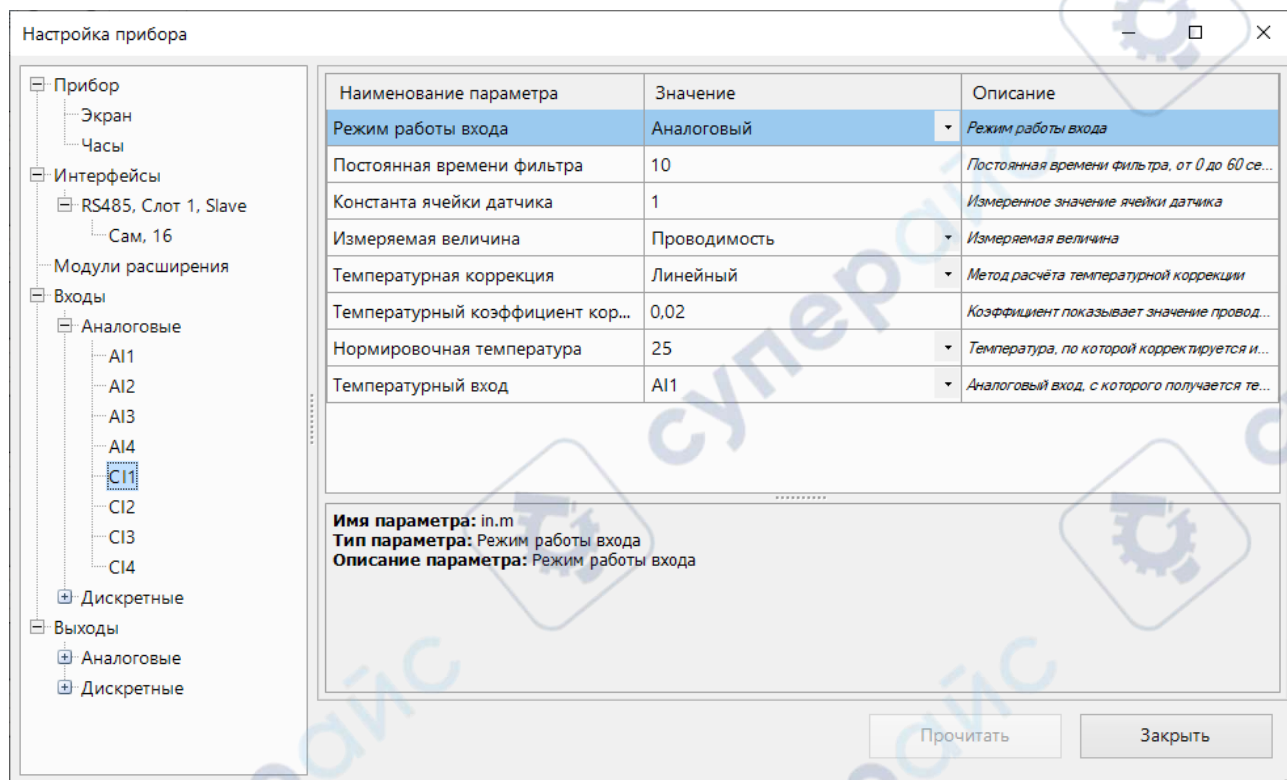 Настройка прибора
Прибор
Экран
Часы
Интерфейсы
RS485, Слот 1, Slave
Сам, 16
Модули расширения
Входы
Аналоговые
AI1
AI2
AI3
AI4
CI1
CI2
CI3
CI4
Дискретные
Выходы
Аналоговые
Дискретные
Наименование параметра Значение Описание
Режим работы входа Аналоговый Режим работы входа
Постоянная времени фильтра 10 Постоянная времени фильтра, от 0 до 60 се...
Константа ячейки датчика 1 Измеренное значение ячейки датчика
Измеряемая величина Проводимость Измеряемая величина
Температурная коррекция Линейный Метод расчёта температурной коррекции
Температурный коэффициент кор... 0,02 Коэффициент показывает значение провод...
Нормировочная температура 25 Температура, по которой корректируется и...
Температурный вход AI1 Аналоговый вход, с которого получается те...
Имя параметра: in.m
Тип параметра: Режим работы входа
Описание параметра: Режим работы входа
Прочитать Закрыть
суперайс
айс
райс